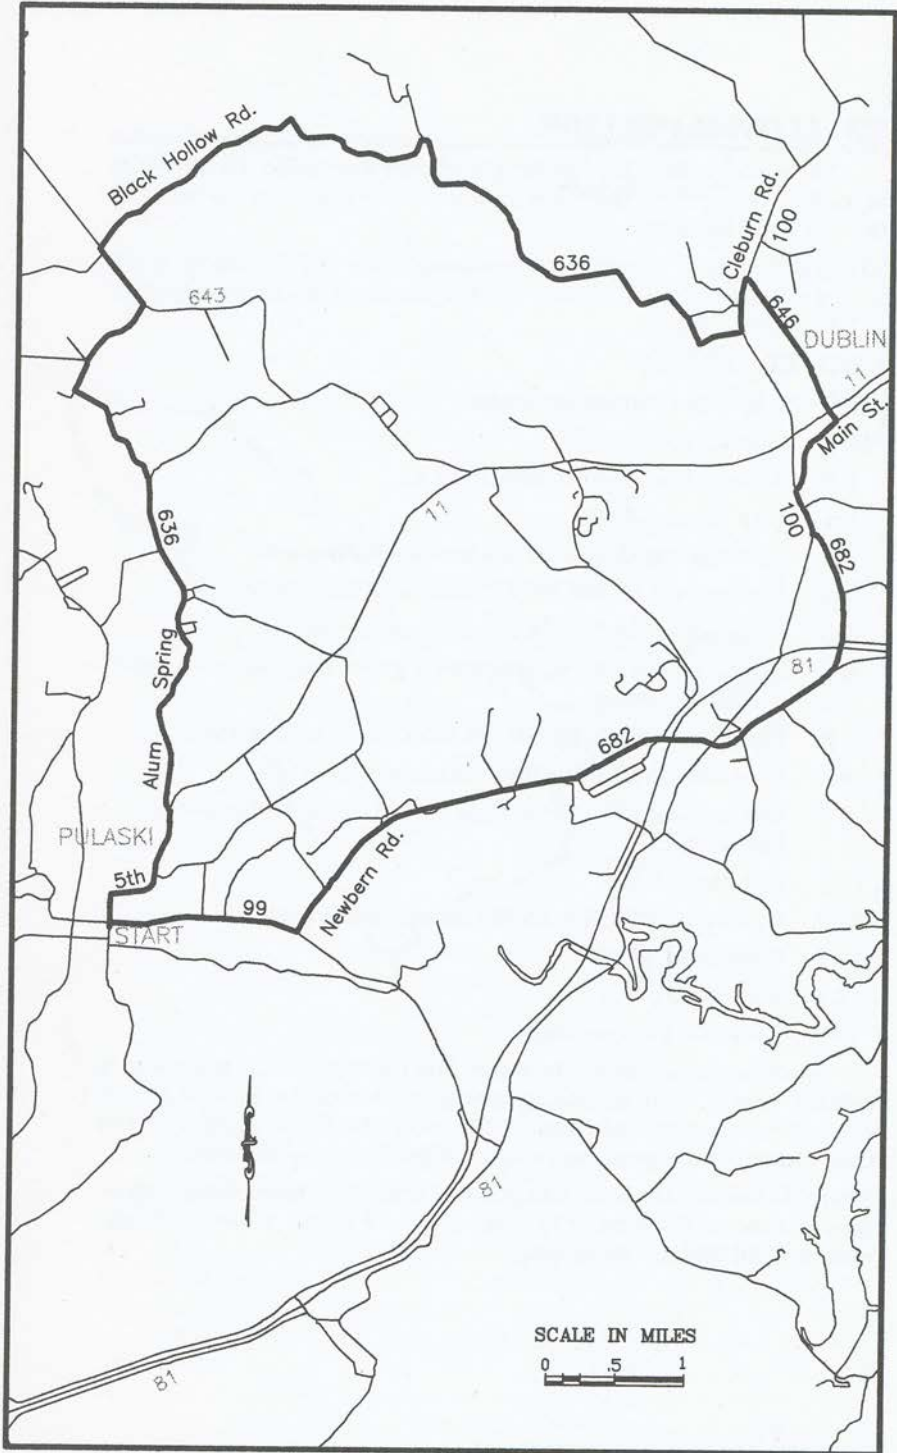 Black Hollow Rd.
Cleburn Rd.
100
636
643
646
DUBLIN
11
Main St.
11
100
636
682
Spring
81
682
Alum
PULASKI
5th
Newbern Rd.
99
START
81
SCALE IN MILES
0 .5 1
81